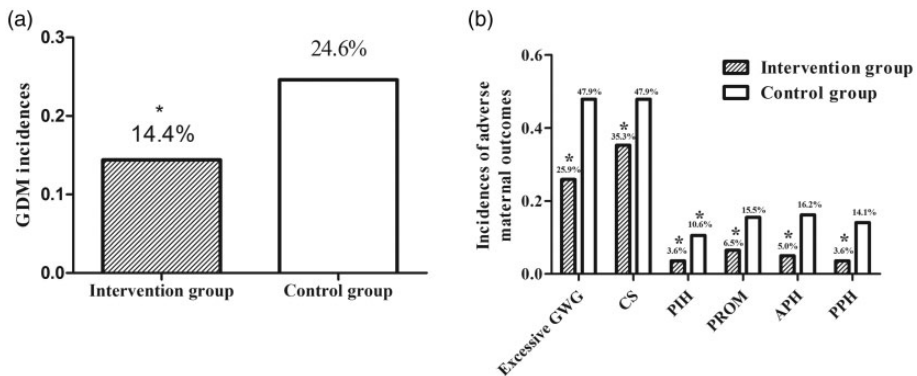 (a)
GDM incidences
0.3
0.2
0.1
0.0
*
14.4%
24.6%
Intervention group
Control group
(b)
Incidences of adverse
maternal outcomes
0.6
0.4
0.2
0.0
Intervention group
Control group
*
25.9%
47.9%
*
35.3%
47.9%
*
3.6%
*
10.6%
*
6.5%
15.5%
*
5.0%
16.2%
*
3.6%
14.1%
Excessive GWG
CS
PIH
PROM
APH
PPH